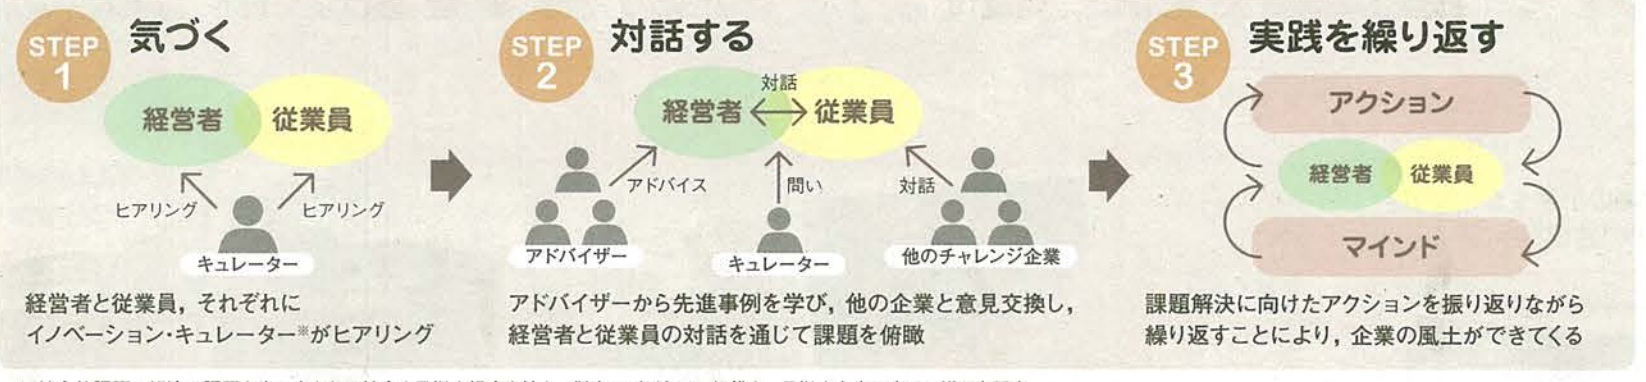 STEP
1
気づく
経営者
従業員
ヒアリング
ヒアリング
キュレーター
経営者と従業員，それぞれに
イノベーション・キュレーター※がヒアリング
STEP
2
対話する
対話
経営者
従業員
アドバイス
問い
対話
アドバイザー
キュレーター
他のチャレンジ企業
アドバイザーから先進事例を学び，他の企業と意見交換し，
経営者と従業員の対話を通じて課題を俯瞰
STEP
3
実践を繰り返す
アクション
経営者
従業員
マインド
課題解決に向けたアクションを振り返りながら
繰り返すことにより，企業の風土ができてくる